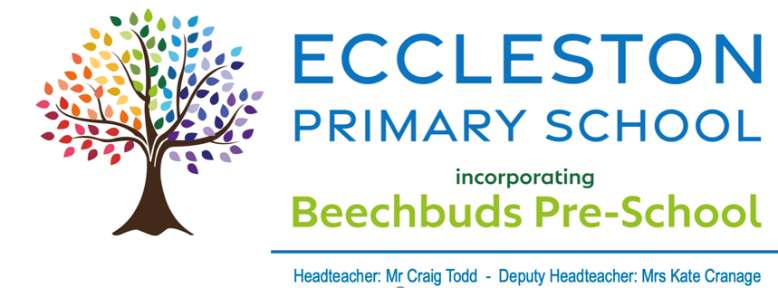 ECCLESTON
PRIMARY SCHOOL
incorporating
Beechbuds Pre-School
Headteacher: Mr Craig Todd - Deputy Headteacher: Mrs Kate Cranage